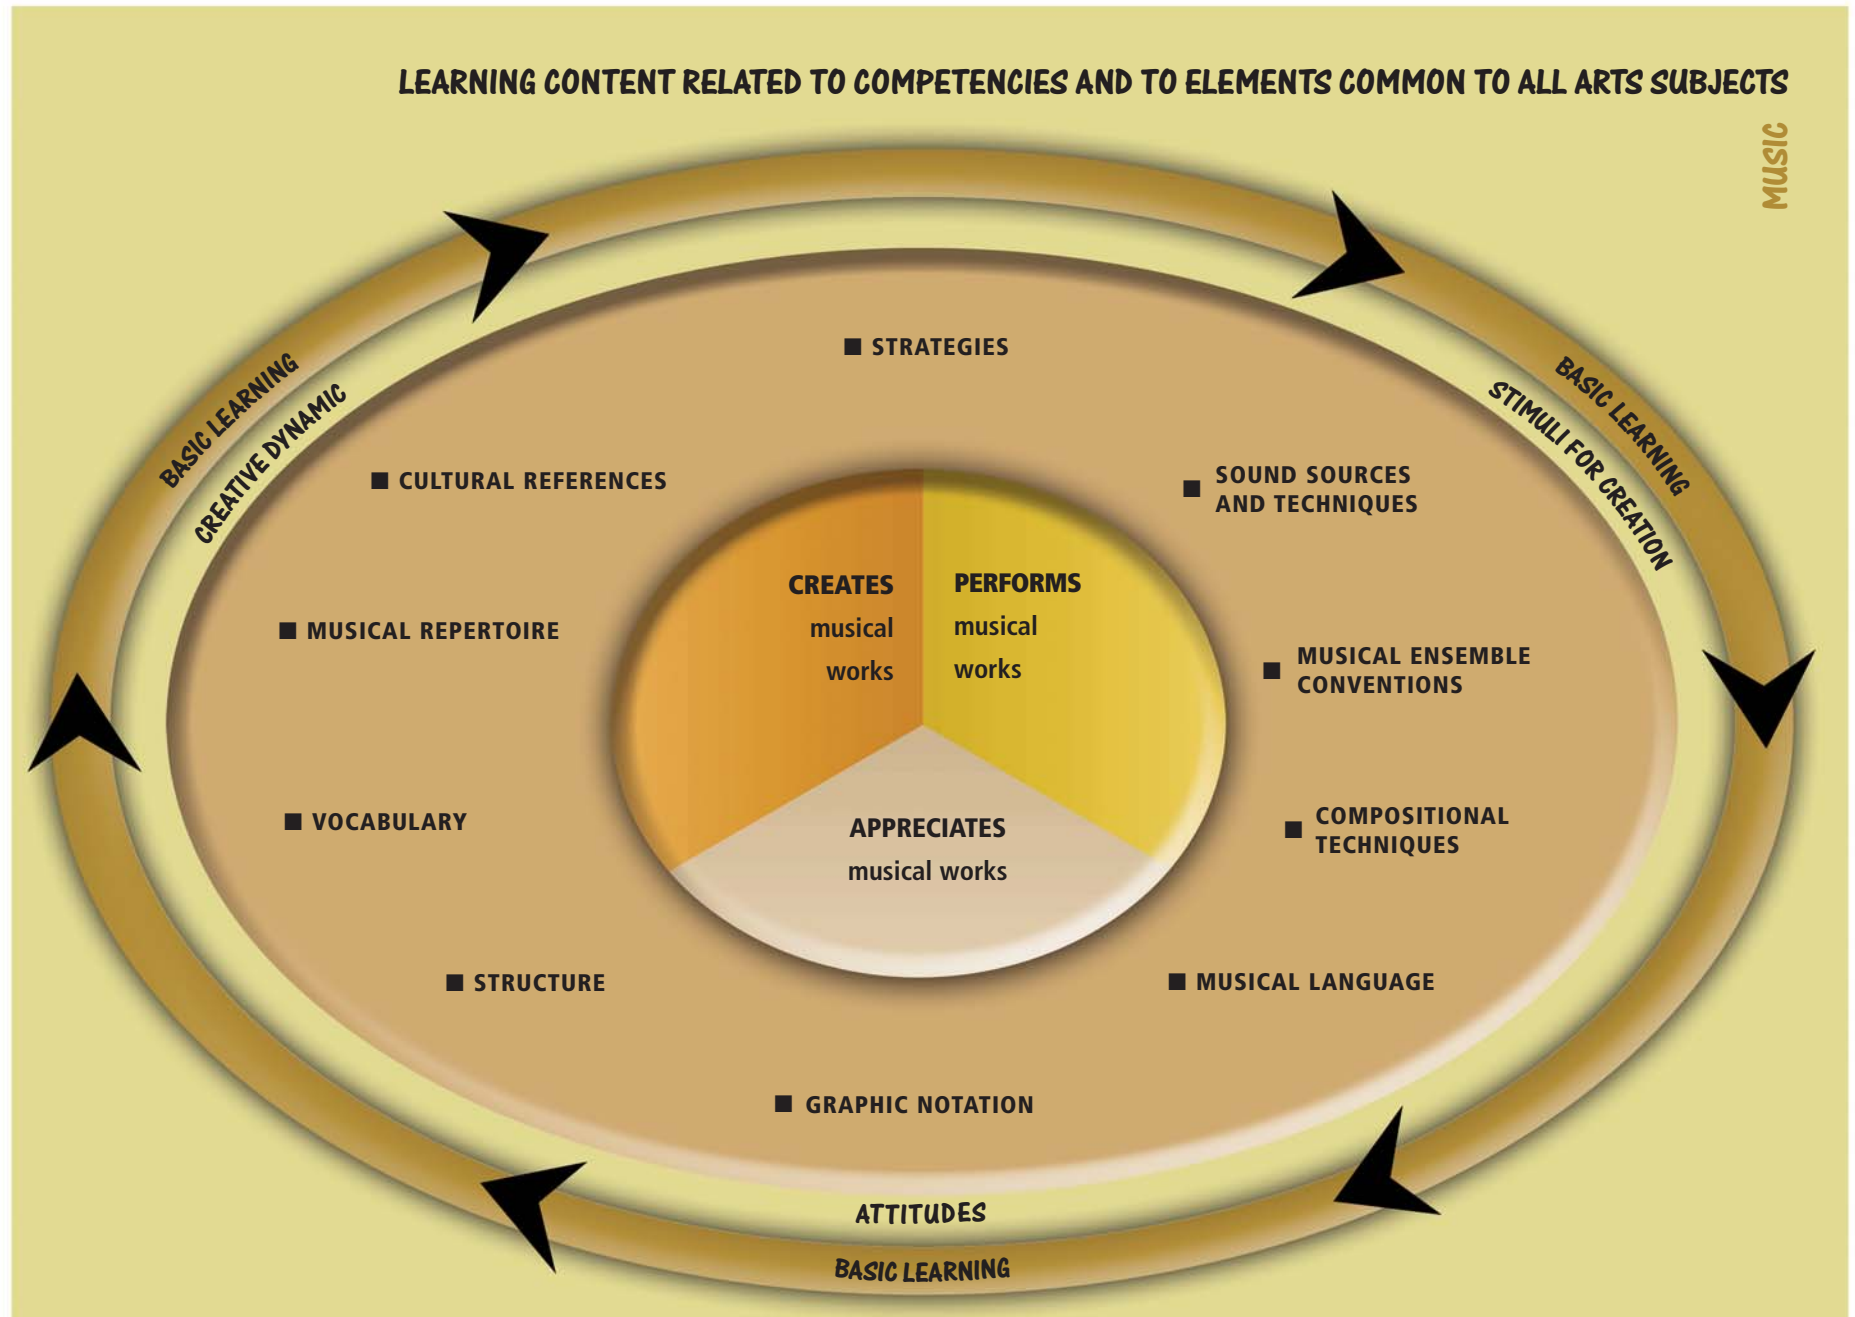 LEARNING CONTENT RELATED TO COMPETENCIES AND TO ELEMENTS COMMON TO ALL ARTS SUBJECTS
MUSIC
BASIC LEARNING
CREATIVE DYNAMIC
BASIC LEARNING
STIMULI FOR CREATION
■ STRATEGIES
■ CULTURAL REFERENCES
■ SOUND SOURCES
AND TECHNIQUES
■ MUSICAL REPERTOIRE
■ MUSICAL ENSEMBLE
CONVENTIONS
■ VOCABULARY
■ COMPOSITIONAL
TECHNIQUES
■ STRUCTURE
■ MUSICAL LANGUAGE
■ GRAPHIC NOTATION
CREATES
musical
works
PERFORMS
musical
works
APPRECIATES
musical works
ATTITUDES
BASIC LEARNING